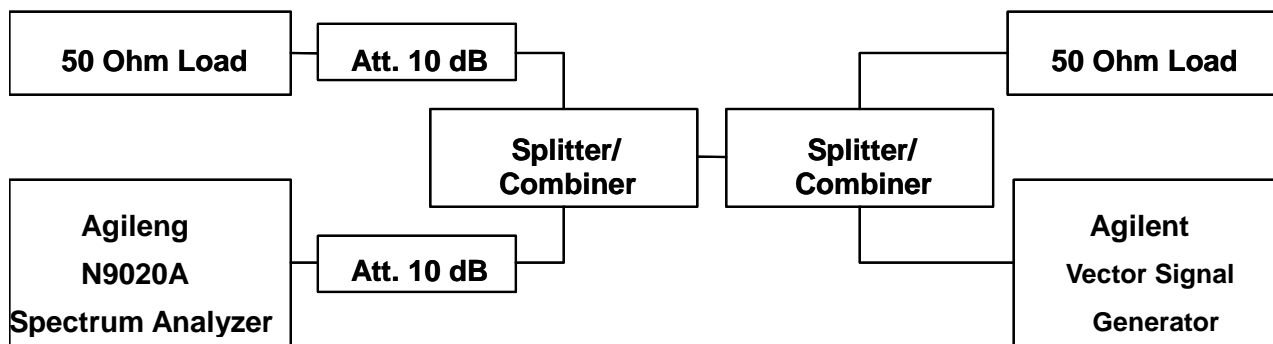 50 Ohm Load
Att. 10 dB
50 Ohm Load
Splitter/
Combiner
Splitter/
Combiner
Agileng
N9020A
Spectrum Analyzer
Att. 10 dB
Agilent
Vector Signal
Generator